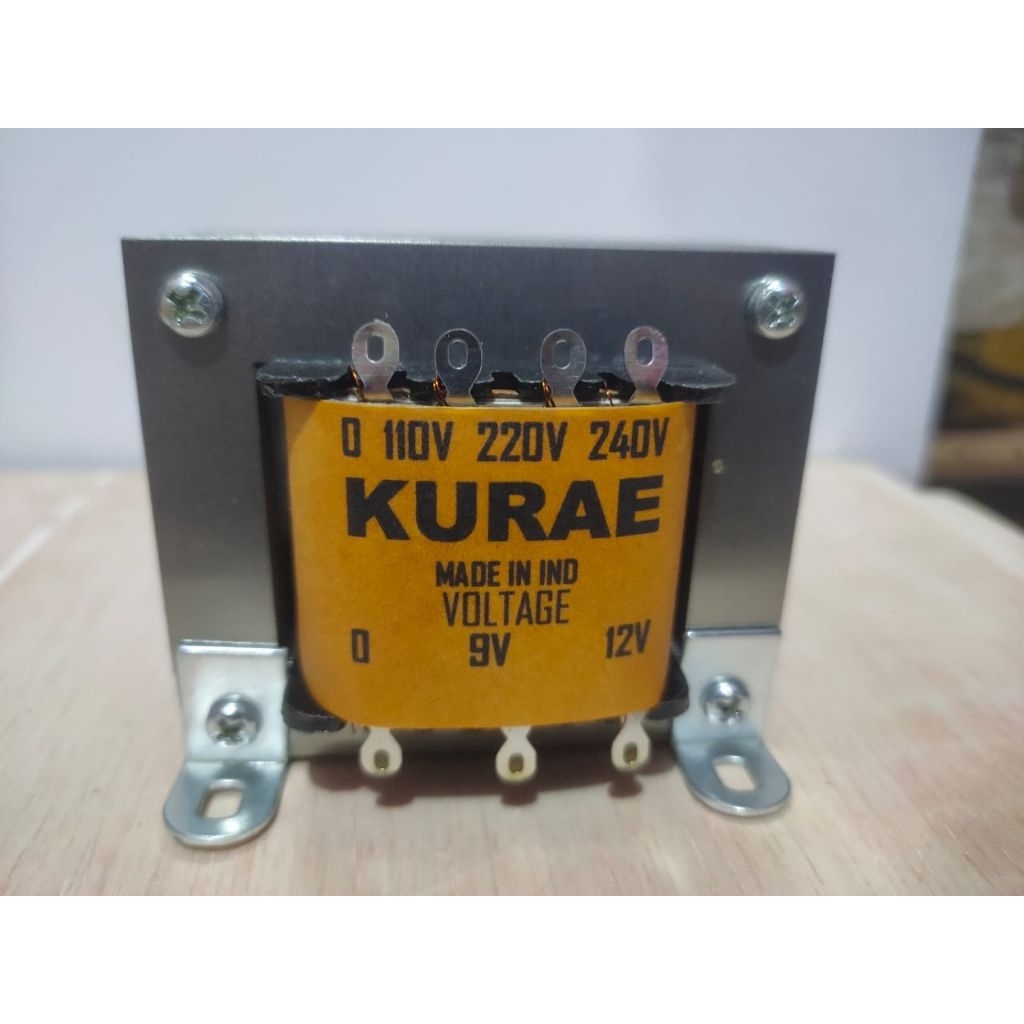 0 110V 220V 240V
KURAE
MADE IN IND
VOLTAGE
0 9V 12V